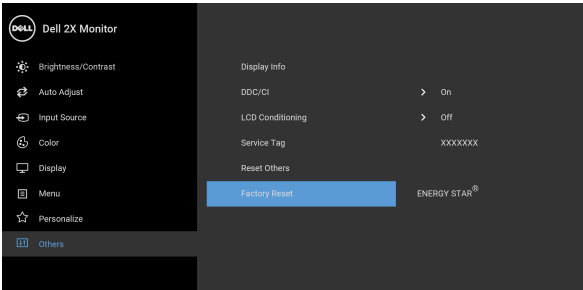 DELL Dell 2X Monitor
Brightness/Contrast
Auto Adjust
Input Source
Color
Display
Menu
Personalize
Others
Display Info
DDC/CI > On
LCD Conditioning > Off
Service Tag XXXXXXX
Reset Others
Factory Reset ENERGY STAR®